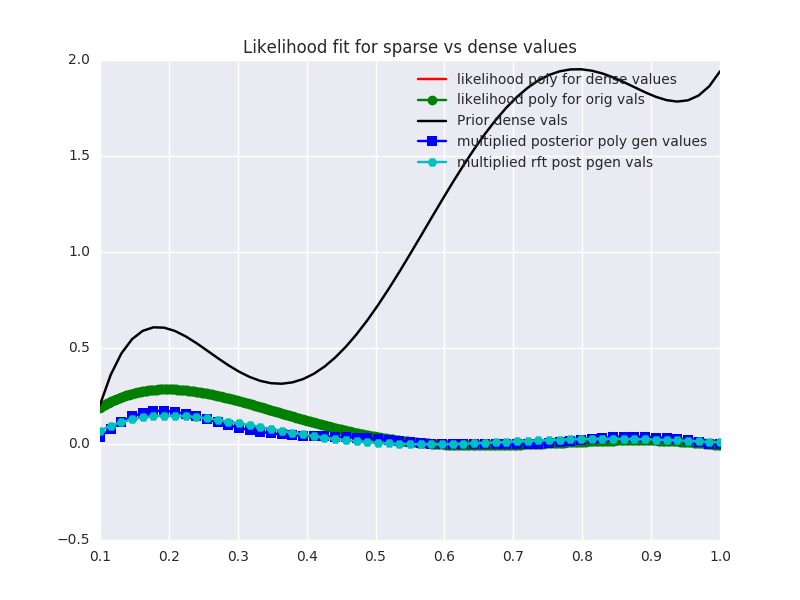 Likelihood fit for sparse vs dense values
2.0
likelihood poly for dense values
likelihood poly for orig vals
Prior dense vals
multiplied posterior poly gen values
1.5
multiplied rft post pgen vals
1.0
0.5
0.0
−0.5
0.1 0.2 0.3 0.4 0.5 0.6 0.7 0.8 0.9 1.0